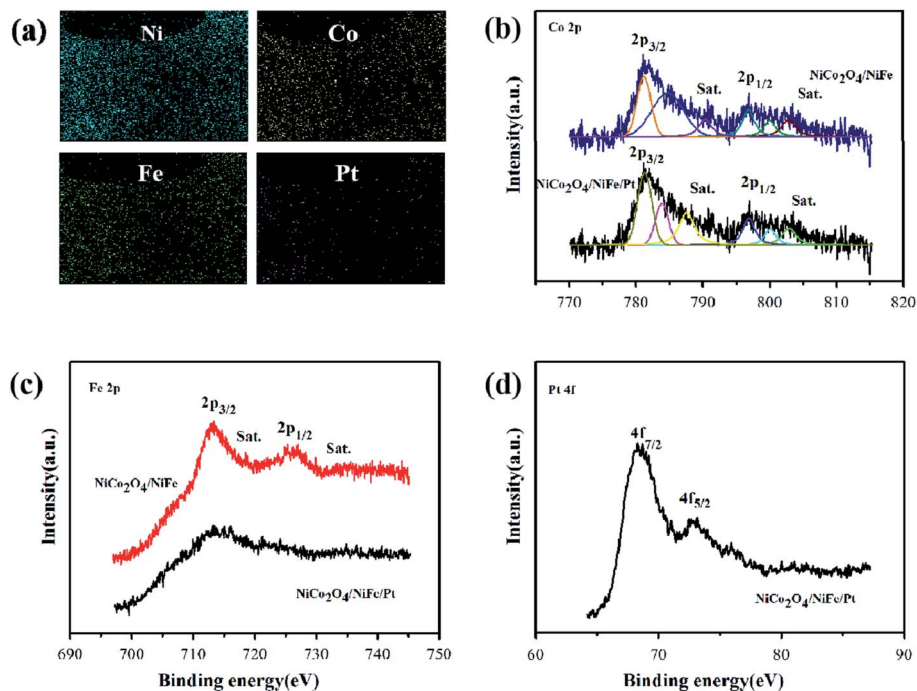 (a)
Ni
Co
Fe
Pt
(b)
Co 2p
2p3/2
Sat.
2p1/2
NiCo2O4/NiFe
Sat.
2p3/2
NiCo2O4/NiFe/Pt
Sat.
2p1/2
Sat.
Intensity(a.u.)
770 780 790 800 810 820
Binding energy(eV)
(c)
Fe 2p
2p3/2
Sat.
2p1/2
Sat.
NiCo2O4/NiFe
NiCo2O4/NiFe/Pt
Intensity(a.u.)
690 700 710 720 730 740 750
Binding energy(eV)
(d)
Pt 4f
4f7/2
4f5/2
NiCo2O4/NiFe/Pt
Intensity(a.u.)
60 70 80 90
Binding energy(eV)